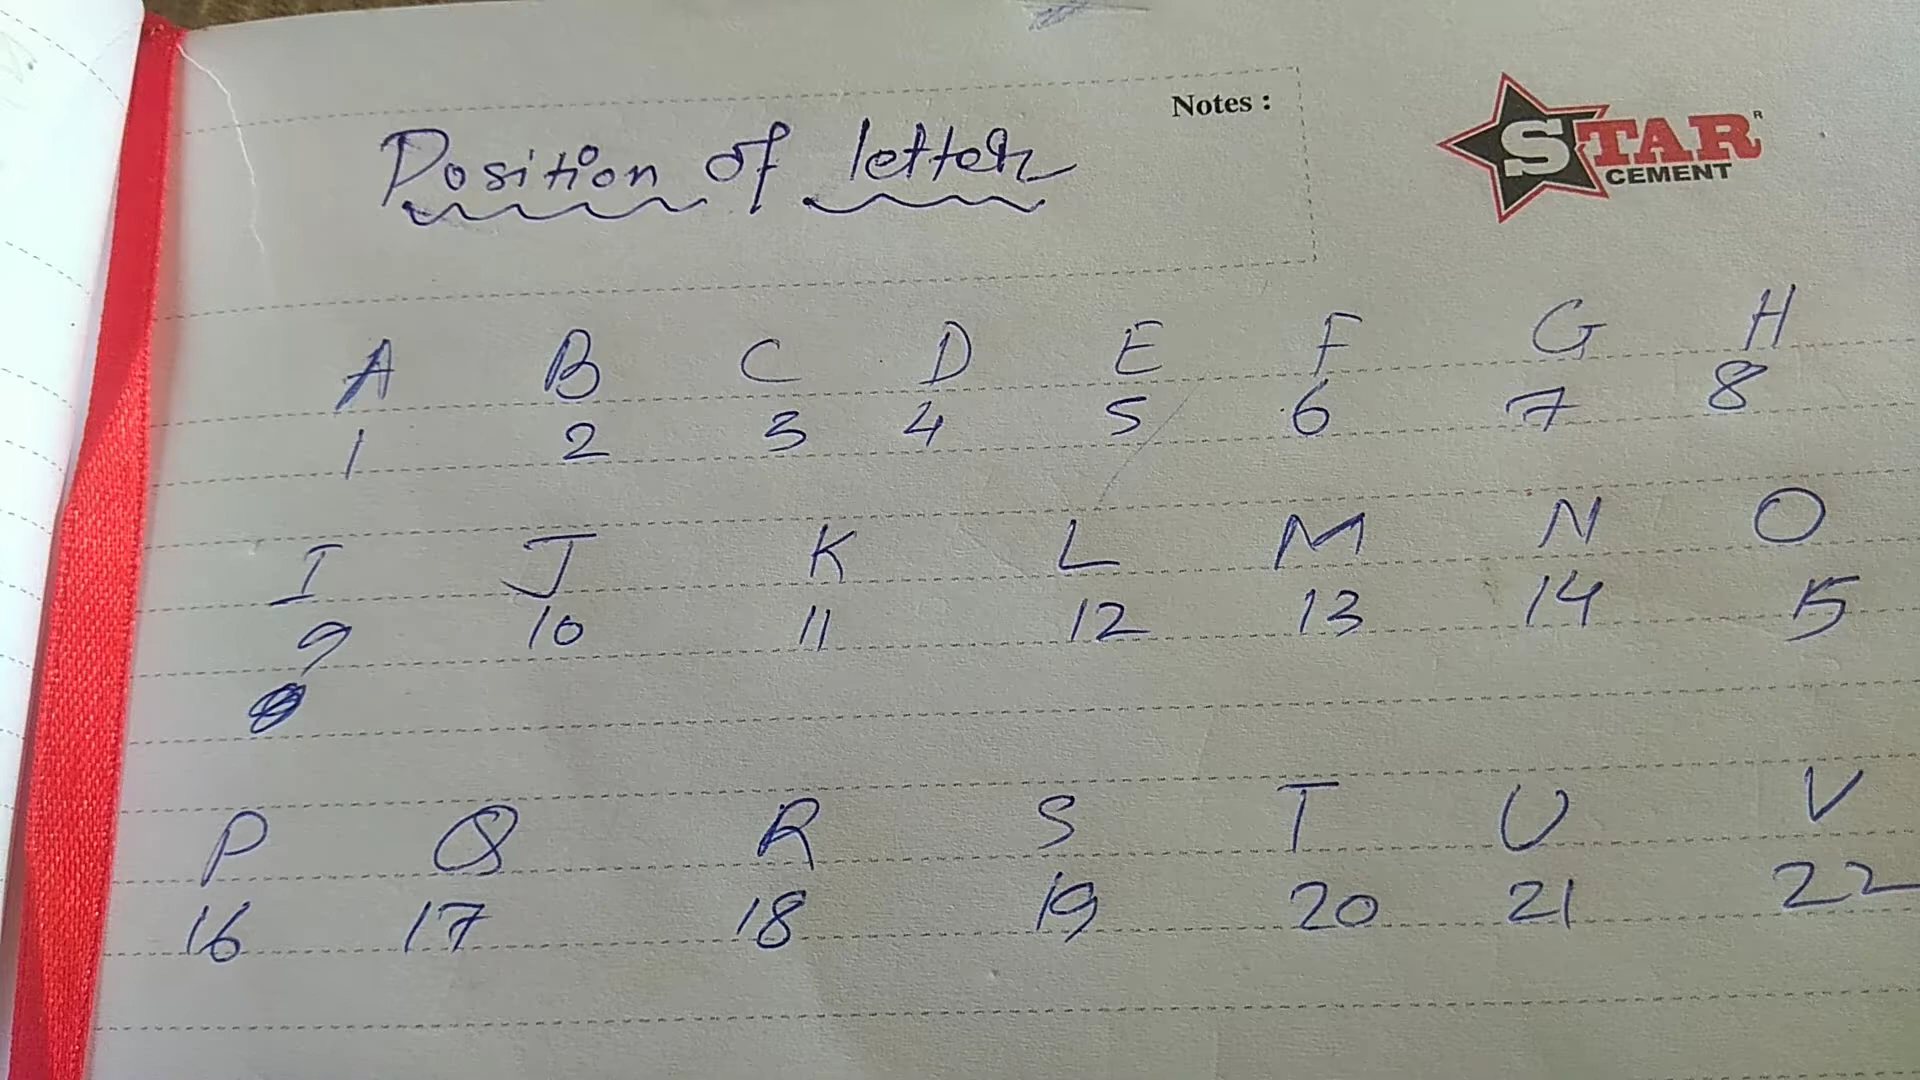 Notes :
STAR R
CEMENT
Position of letter
A B C D E F G H
1 2 3 4 5 6 7 8
I J K L M N O
9 10 11 12 13 14 15
P Q R S T U V
16 17 18 19 20 21 22